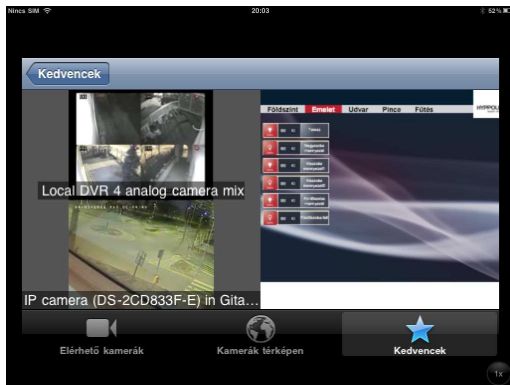 Nincs SIM
20:03
52%
Kedvencek
Földszint Emelet Udvar Pince Fűtés
Local DVR 4 analog camera mix
IP camera (DS-2CD833F-E) in Gita...
Elérhető kamerák
Kamerák térképen
Kedvencek
1x